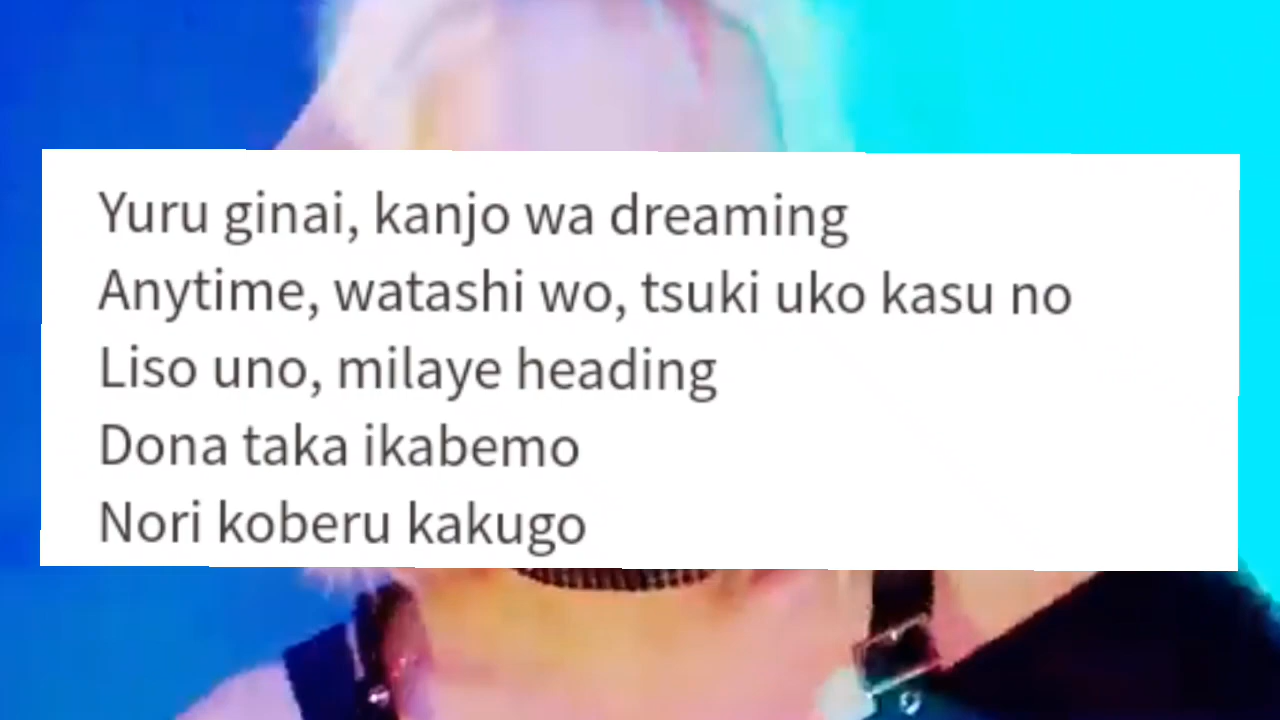 Yuru ginai, kanjo wa dreaming
Anytime, watashi wo, tsuki uko kasu no
Liso uno, milaye heading
Dona taka ikabemo
Nori koberu kakugo